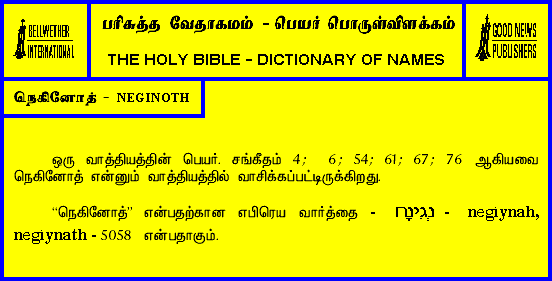 BELLWETHER
INTERNATIONAL
பரிசுத்த வேதாகமம் - பெயர் பொருள்விளக்கம்
THE HOLY BIBLE - DICTIONARY OF NAMES
GOOD NEWS
PUBLISHERS
நெகினோத் - NEGINOTH
ஒரு வாத்தியத்தின் பெயர். சங்கீதம் 4; 6; 54; 61; 67; 76 ஆகியவை
நெகினோத் என்னும் வாத்தியத்தில் வாசிக்கப்பட்டிருக்கிறது.
“நெகினோத்” என்பதற்கான எபிரெய வார்த்தை - נְגִינָה - negiynah,
negiynath - 5058 என்பதாகும்.